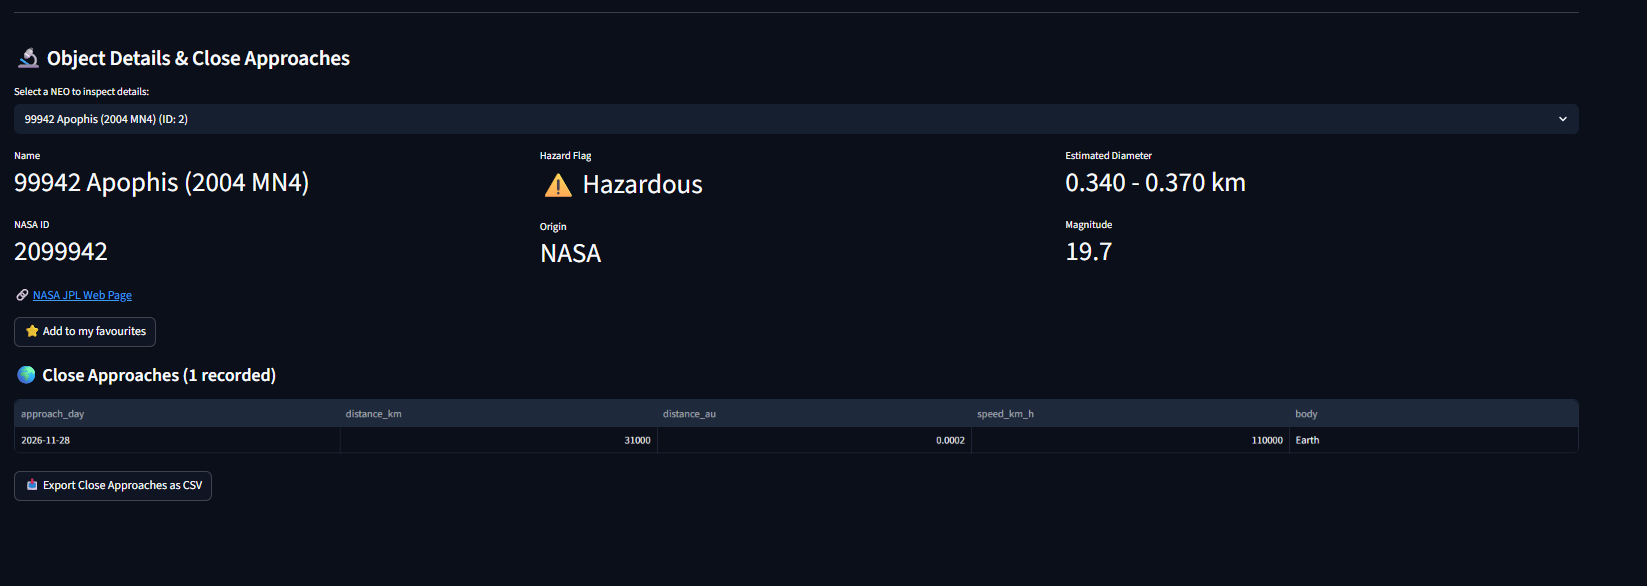 Object Details & Close Approaches
Select a NEO to inspect details:
99942 Apophis (2004 MN4) (ID: 2)
Name
99942 Apophis (2004 MN4)
Hazard Flag
Hazardous
Estimated Diameter
0.340 - 0.370 km
NASA ID
2099942
Origin
NASA
Magnitude
19.7
NASA JPL Web Page
Add to my favourites
Close Approaches (1 recorded)
approach_day distance_km distance_au speed_km_h body
2026-11-28 31000 0.0002 110000 Earth
Export Close Approaches as CSV